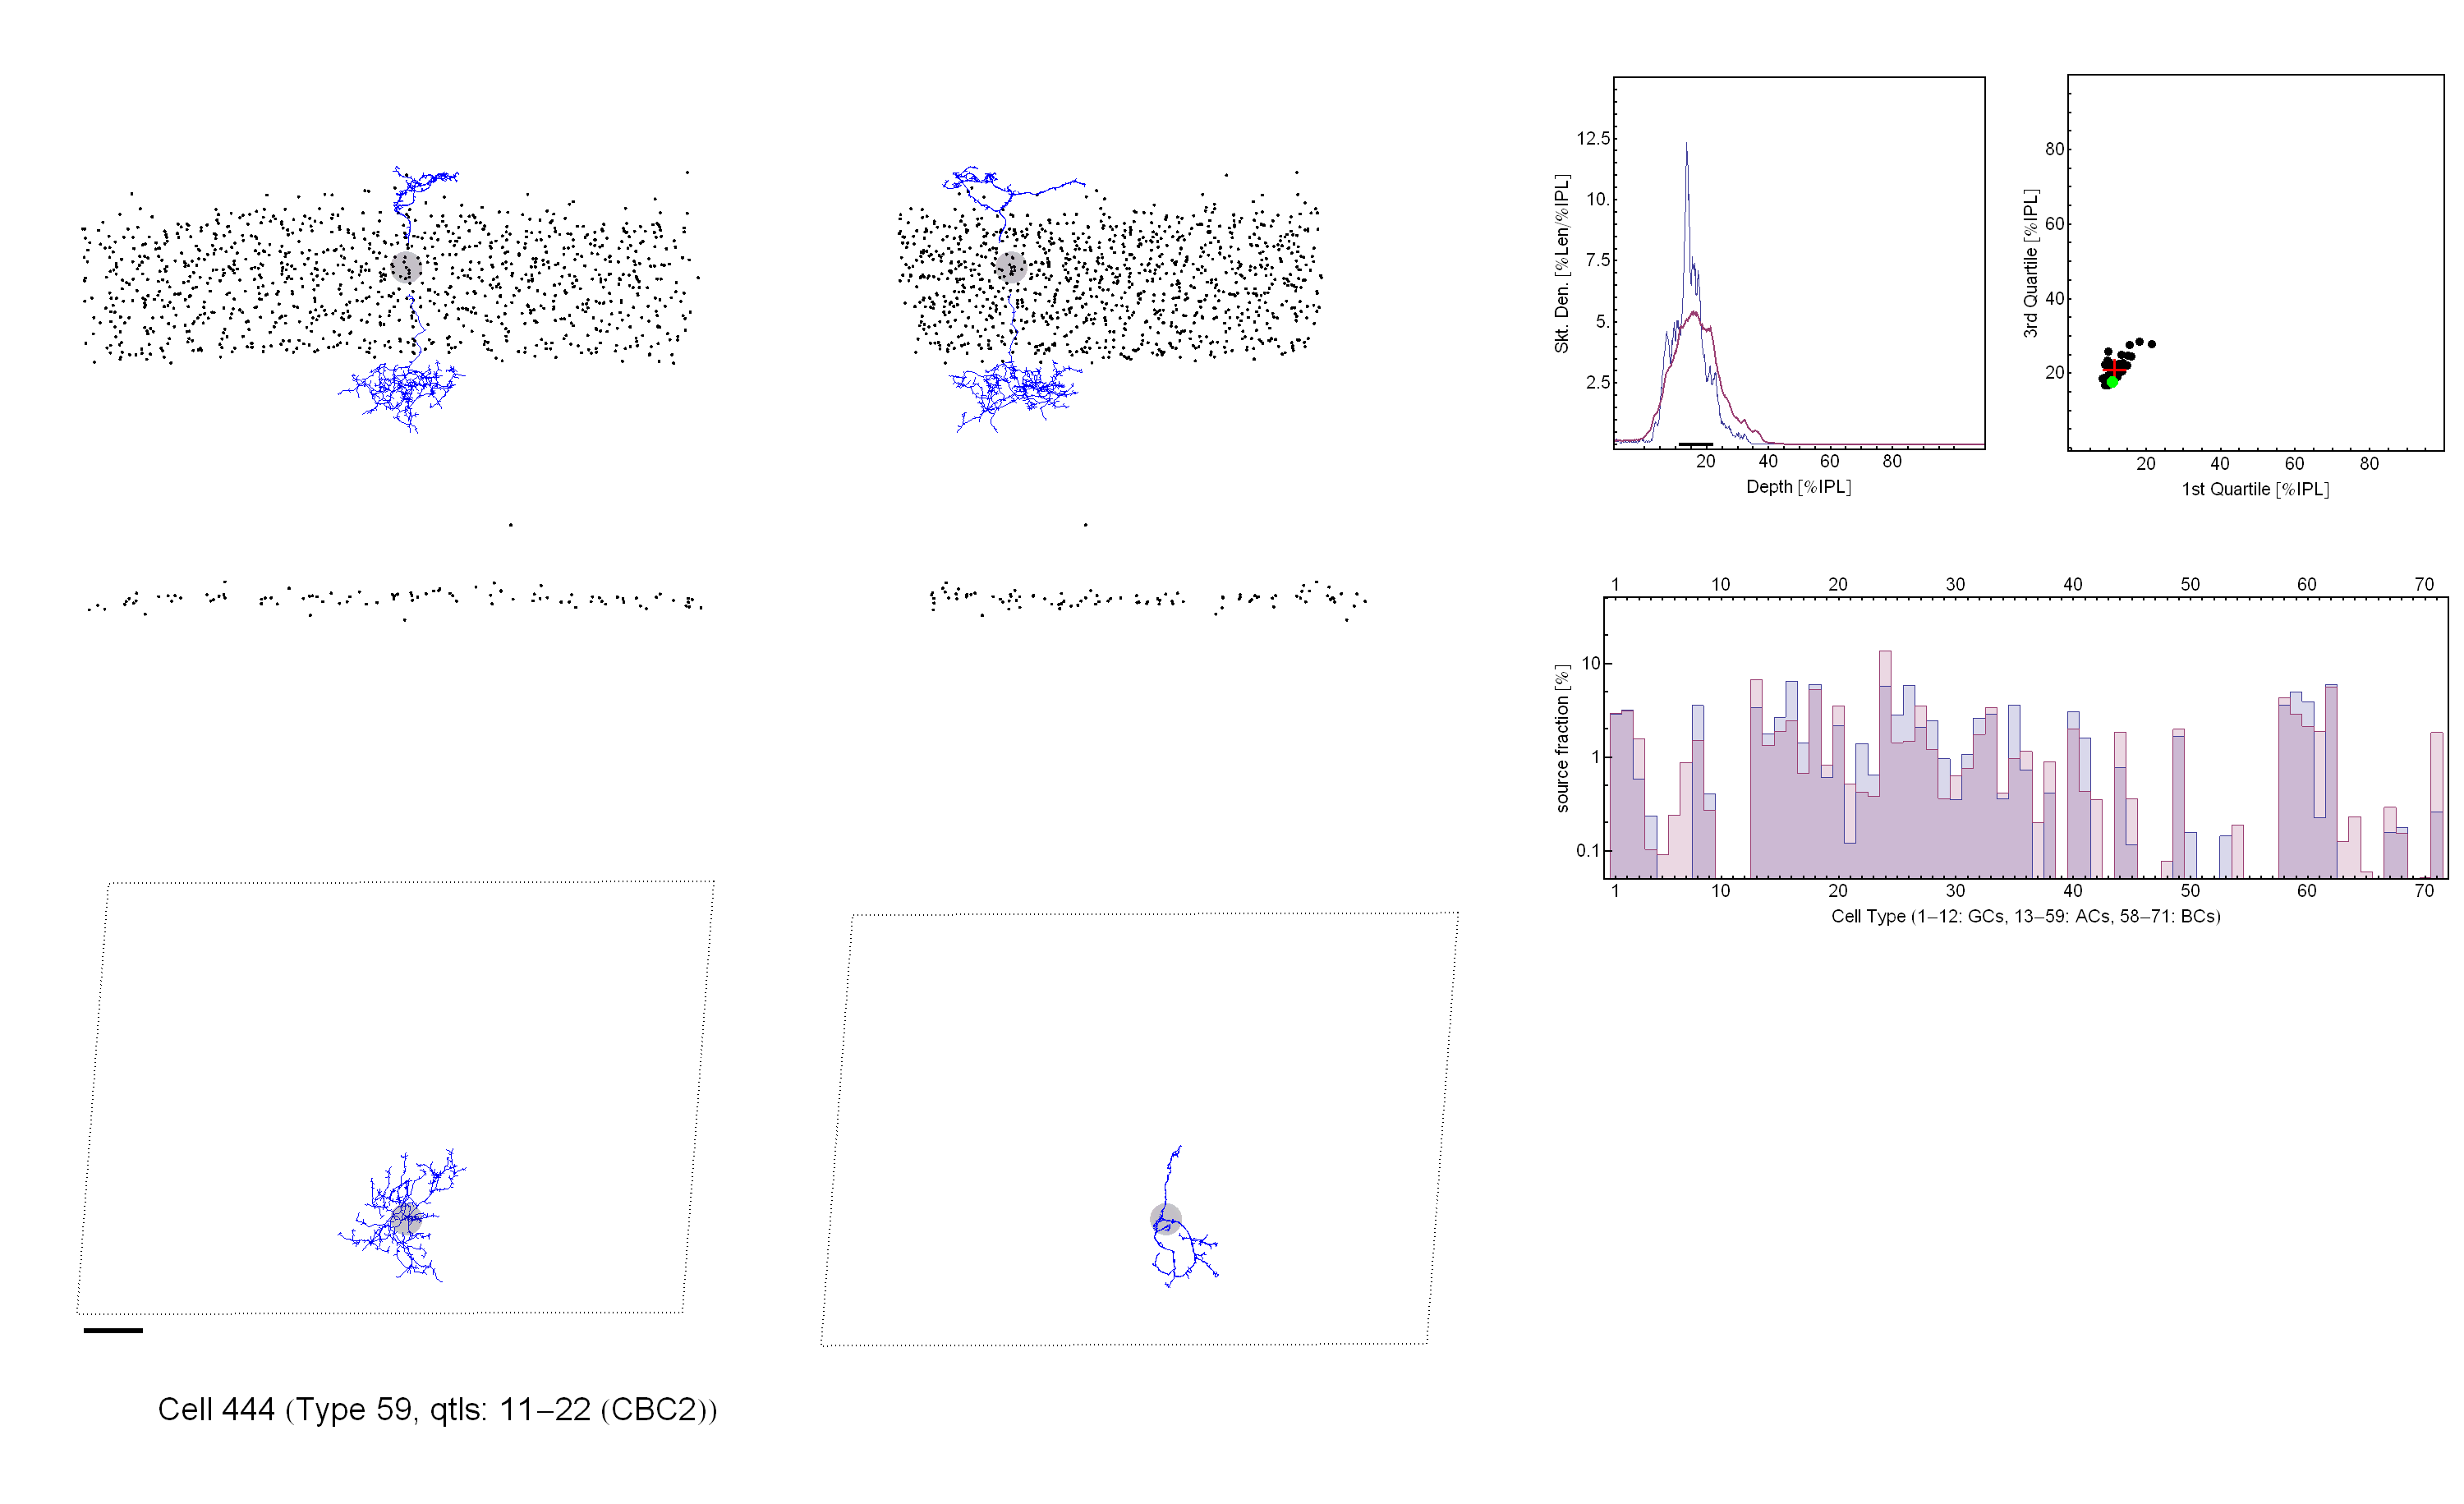 12.5
10.
7.5
5.
2.5
Skt. Den. [%Len/%IPL]
20 40 60 80
Depth [%IPL]
80
60
40
20
3rd Quartile [%IPL]
20 40 60 80
1st Quartile [%IPL]
1 10 20 30 40 50 60 70
10
1
0.1
source fraction [%]
1 10 20 30 40 50 60 70
Cell Type (1–12: GCs, 13–59: ACs, 58–71: BCs)
Cell 444 (Type 59, qtls: 11–22 (CBC2))